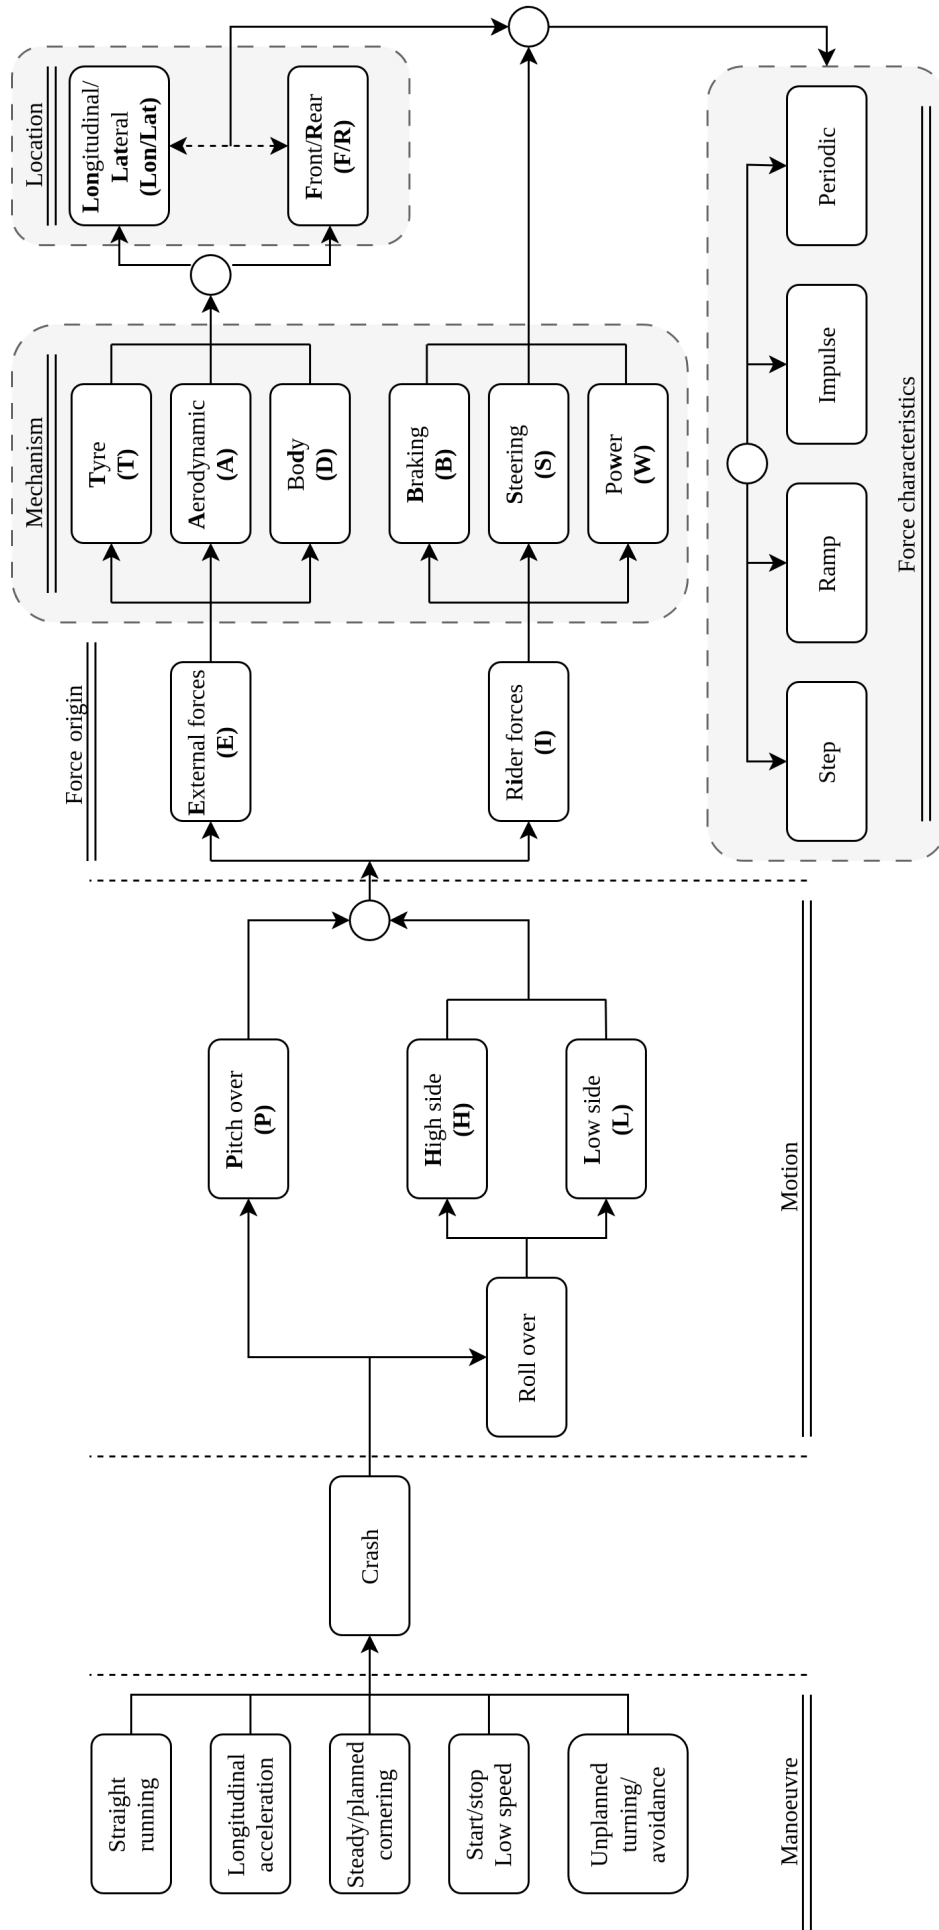 Manoeuvre
Straight
running
Longitudinal
acceleration
Steady/planned
cornering
Start/stop
Low speed
Unplanned
turning/
avoidance
Crash
Motion
Roll over
Pitch over
(P)
High side
(H)
Low side
(L)
Force origin
External forces
(E)
Rider forces
(I)
Mechanism
Tyre
(T)
Aerodynamic
(A)
Body
(D)
Braking
(B)
Steering
(S)
Power
(W)
Location
Longitudinal/
Lateral
(Lon/Lat)
Front/Rear
(F/R)
Step
Ramp
Impulse
Periodic
Force characteristics